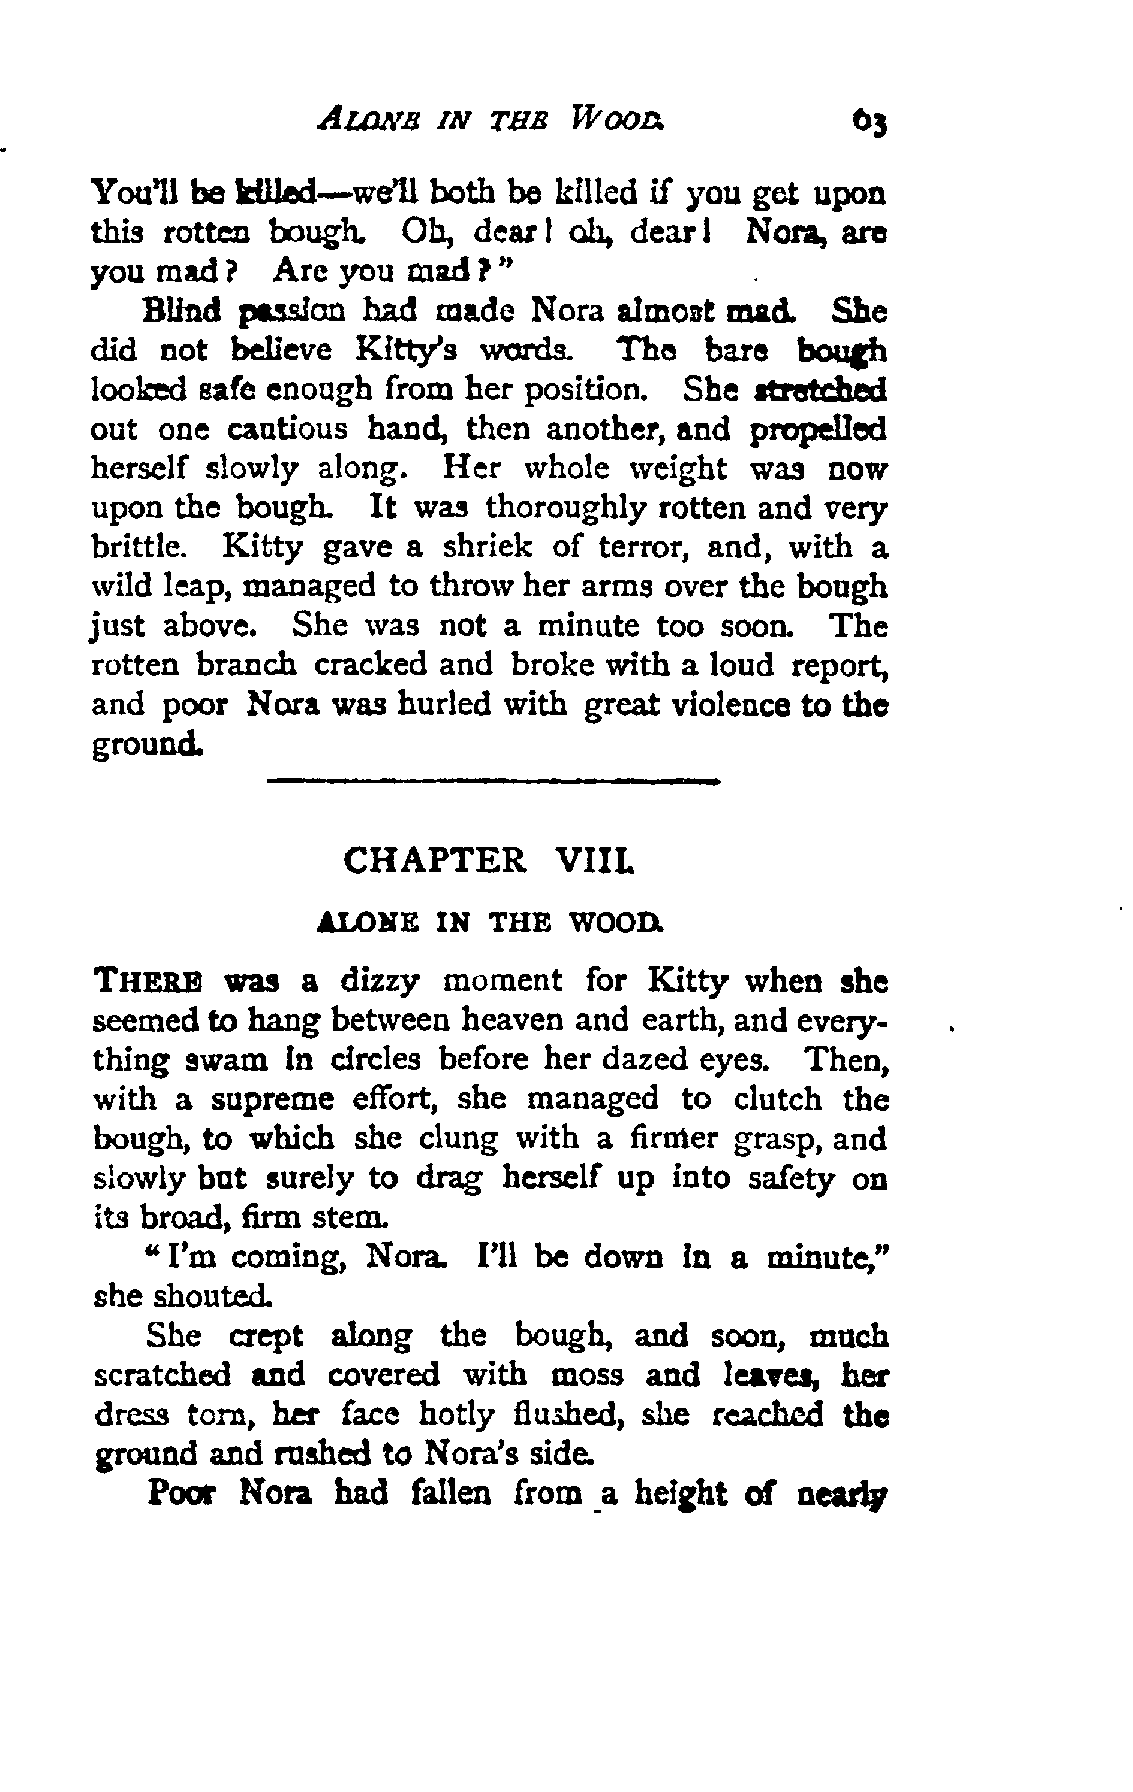 ALONE IN THE WOOD. 63
You'll be killed—we'll both be killed if you get upon
this rotten bough. Oh, dear! oh, dear! Nora, are
you mad? Are you mad?"
Blind passion had made Nora almost mad. She
did not believe Kitty's words. The bare bough
looked safe enough from her position. She stretched
out one cautious hand, then another, and propelled
herself slowly along. Her whole weight was now
upon the bough. It was thoroughly rotten and very
brittle. Kitty gave a shriek of terror, and, with a
wild leap, managed to throw her arms over the bough
just above. She was not a minute too soon. The
rotten branch cracked and broke with a loud report,
and poor Nora was hurled with great violence to the
ground.
CHAPTER VIII.
ALONE IN THE WOOD.
THERE was a dizzy moment for Kitty when she
seemed to hang between heaven and earth, and every-
thing swam in circles before her dazed eyes. Then,
with a supreme effort, she managed to clutch the
bough, to which she clung with a firmer grasp, and
slowly but surely to drag herself up into safety on
its broad, firm stem.
"I'm coming, Nora. I'll be down in a minute,"
she shouted.
She crept along the bough, and soon, much
scratched and covered with moss and leaves, her
dress torn, her face hotly flushed, she reached the
ground and rushed to Nora's side.
Poor Nora had fallen from a height of nearly